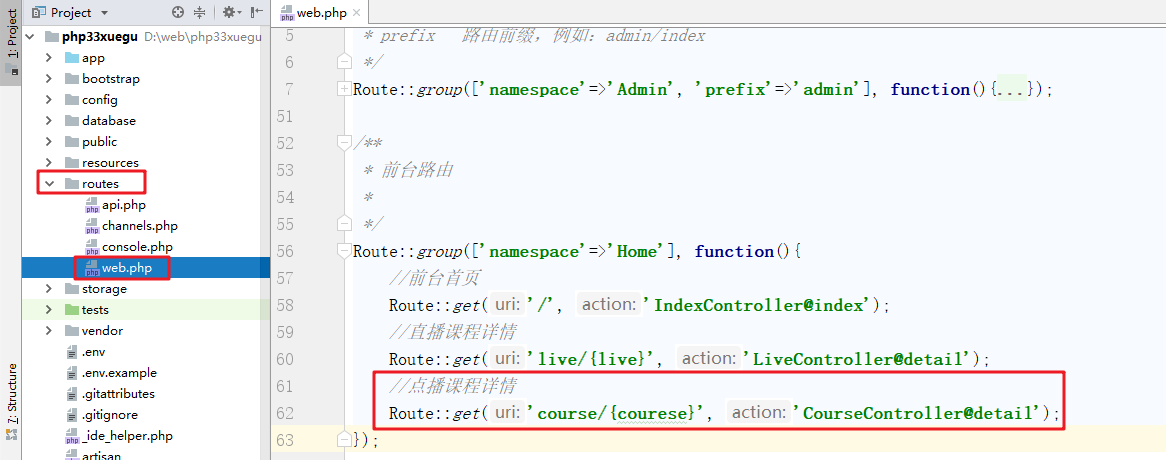 1: Project
Project
web.php
php33xuegu D:\web\php33xuegu
app
bootstrap
config
database
public
resources
routes
api.php
channels.php
console.php
web.php
storage
tests
vendor
.env
.env.example
.gitattributes
.gitignore
_ide_helper.php
artisan
7: Structure
5 * prefix 路由前缀，例如：admin/index
6 */
7 Route::group(['namespace'=>'Admin', 'prefix'=>'admin'], function(){...});
51
52 /**
53 * 前台路由
54 *
55 */
56 Route::group(['namespace'=>'Home'], function(){
57 //前台首页
58 Route::get( uri: '/', action: 'IndexController@index');
59 //直播课程详情
60 Route::get( uri: 'live/{live}', action: 'LiveController@detail');
61 //点播课程详情
62 Route::get( uri: 'course/{courese}', action: 'CourseController@detail');
63 });